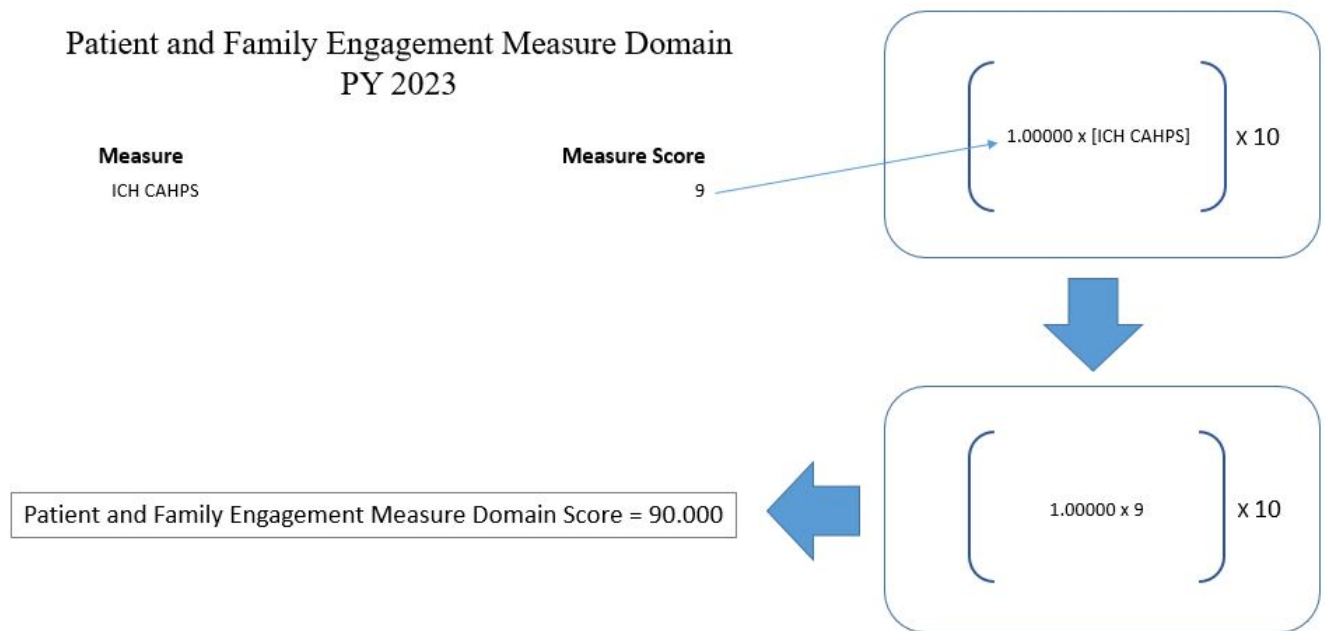 Patient and Family Engagement Measure Domain
PY 2023
Measure
Measure Score
ICH CAHPS
9
1.00000 x [ICH CAHPS]
x 10
1.00000 x 9
x 10
Patient and Family Engagement Measure Domain Score = 90.000